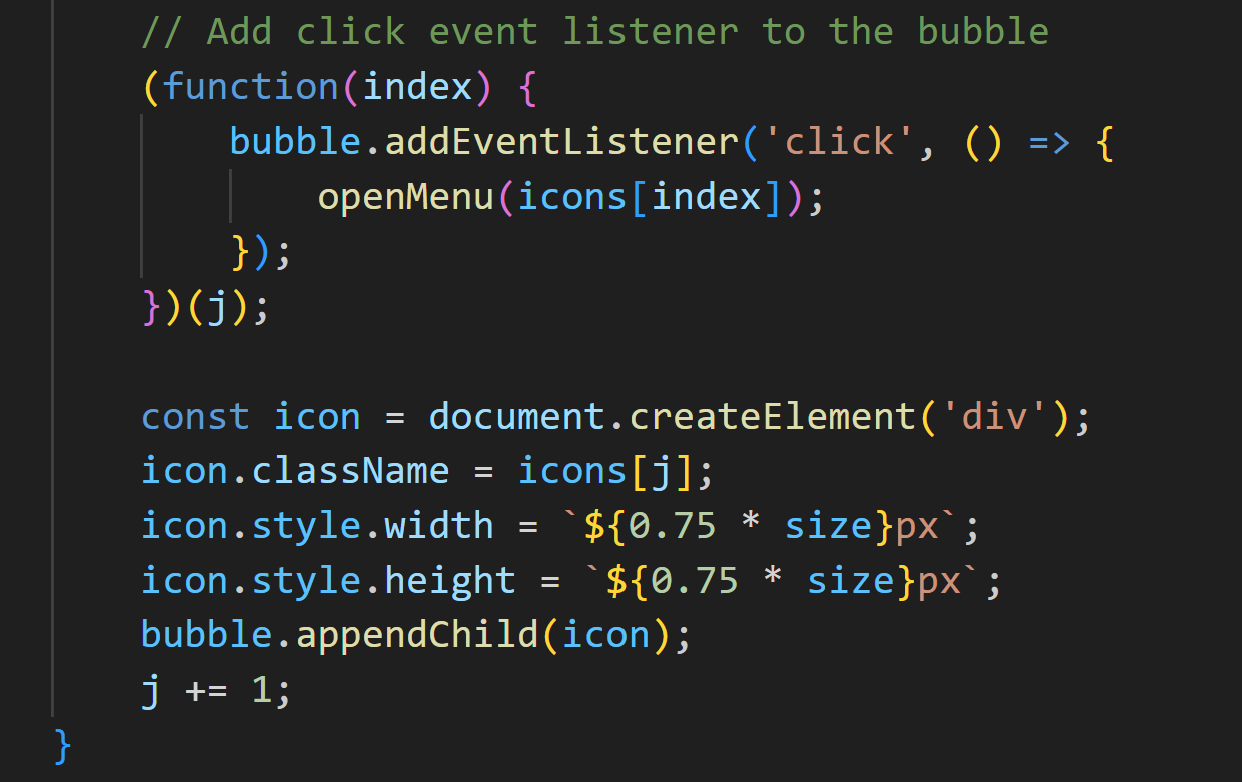 // Add click event listener to the bubble
(function(index) {
bubble.addEventListener('click', () => {
openMenu(icons[index]);
});
})(j);
const icon = document.createElement('div');
icon.className = icons[j];
icon.style.width = `${0.75 * size}px`;
icon.style.height = `${0.75 * size}px`;
bubble.appendChild(icon);
j += 1;
}